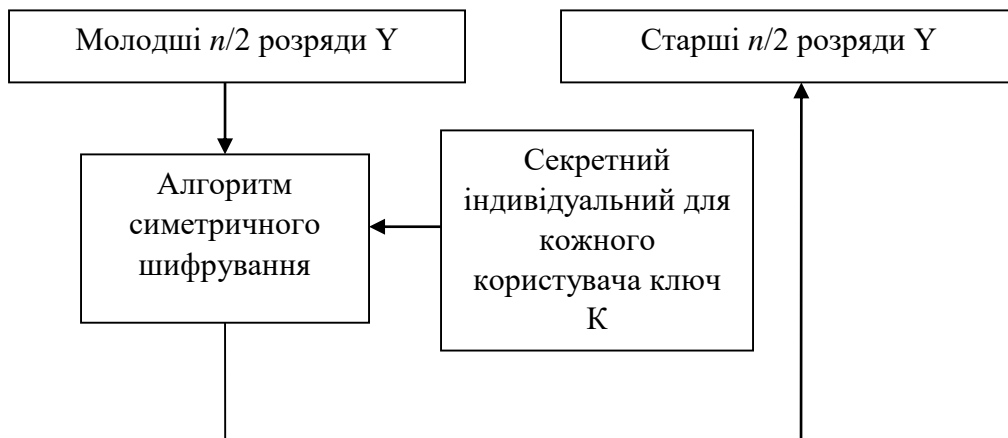 Молодші n/2 розряди Y
Старші n/2 розряди Y
Алгоритм
симетричного
шифрування
Секретний
індивідуальний для
кожного
користувача ключ
К